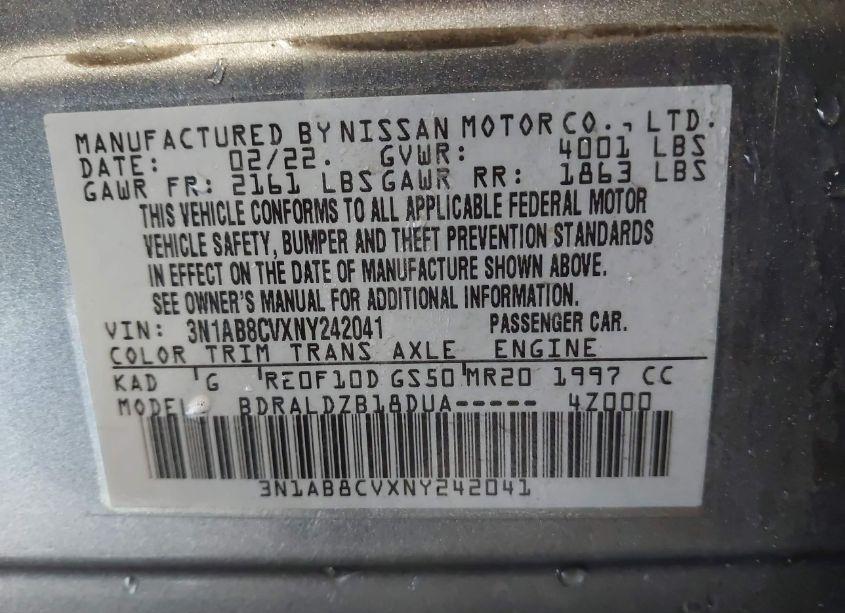 MANUFACTURED BY NISSAN MOTOR CO., LTD.
DATE: 02/22. GVWR: 4001 LBS
GAWR FR: 2161 LBS GAWR RR: 1863 LBS
THIS VEHICLE CONFORMS TO ALL APPLICABLE FEDERAL MOTOR
VEHICLE SAFETY, BUMPER AND THEFT PREVENTION STANDARDS
IN EFFECT ON THE DATE OF MANUFACTURE SHOWN ABOVE.
SEE OWNER'S MANUAL FOR ADDITIONAL INFORMATION.
VIN: 3N1AB8CVXNY242041 PASSENGER CAR.
COLOR TRIM TRANS AXLE ENGINE
KAD G RE0F10D GS50 MR20 1997 CC
MODEL BDRALDZB18DUA----- 4Z000
3N1AB8CVXNY242041